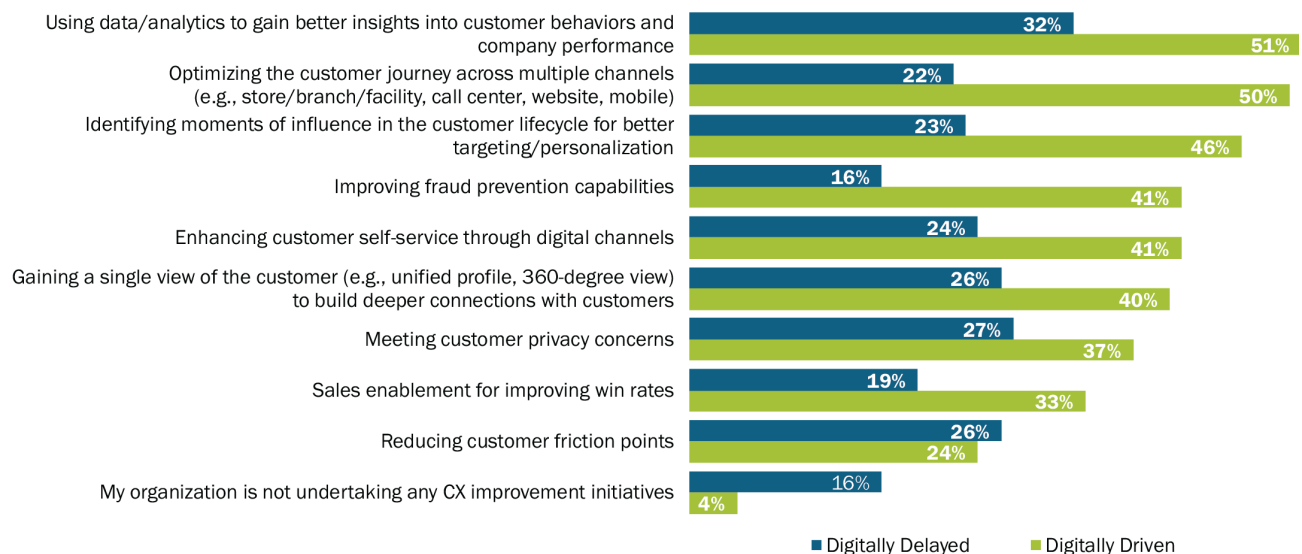 Using data/analytics to gain better insights into customer behaviors and
company performance
32%
51%
Optimizing the customer journey across multiple channels
(e.g., store/branch/facility, call center, website, mobile)
22%
50%
Identifying moments of influence in the customer lifecycle for better
targeting/personalization
23%
46%
Improving fraud prevention capabilities
16%
41%
Enhancing customer self-service through digital channels
24%
41%
Gaining a single view of the customer (e.g., unified profile, 360-degree view)
to build deeper connections with customers
26%
40%
Meeting customer privacy concerns
27%
37%
Sales enablement for improving win rates
19%
33%
Reducing customer friction points
26%
24%
My organization is not undertaking any CX improvement initiatives
16%
4%
Digitally Delayed
Digitally Driven